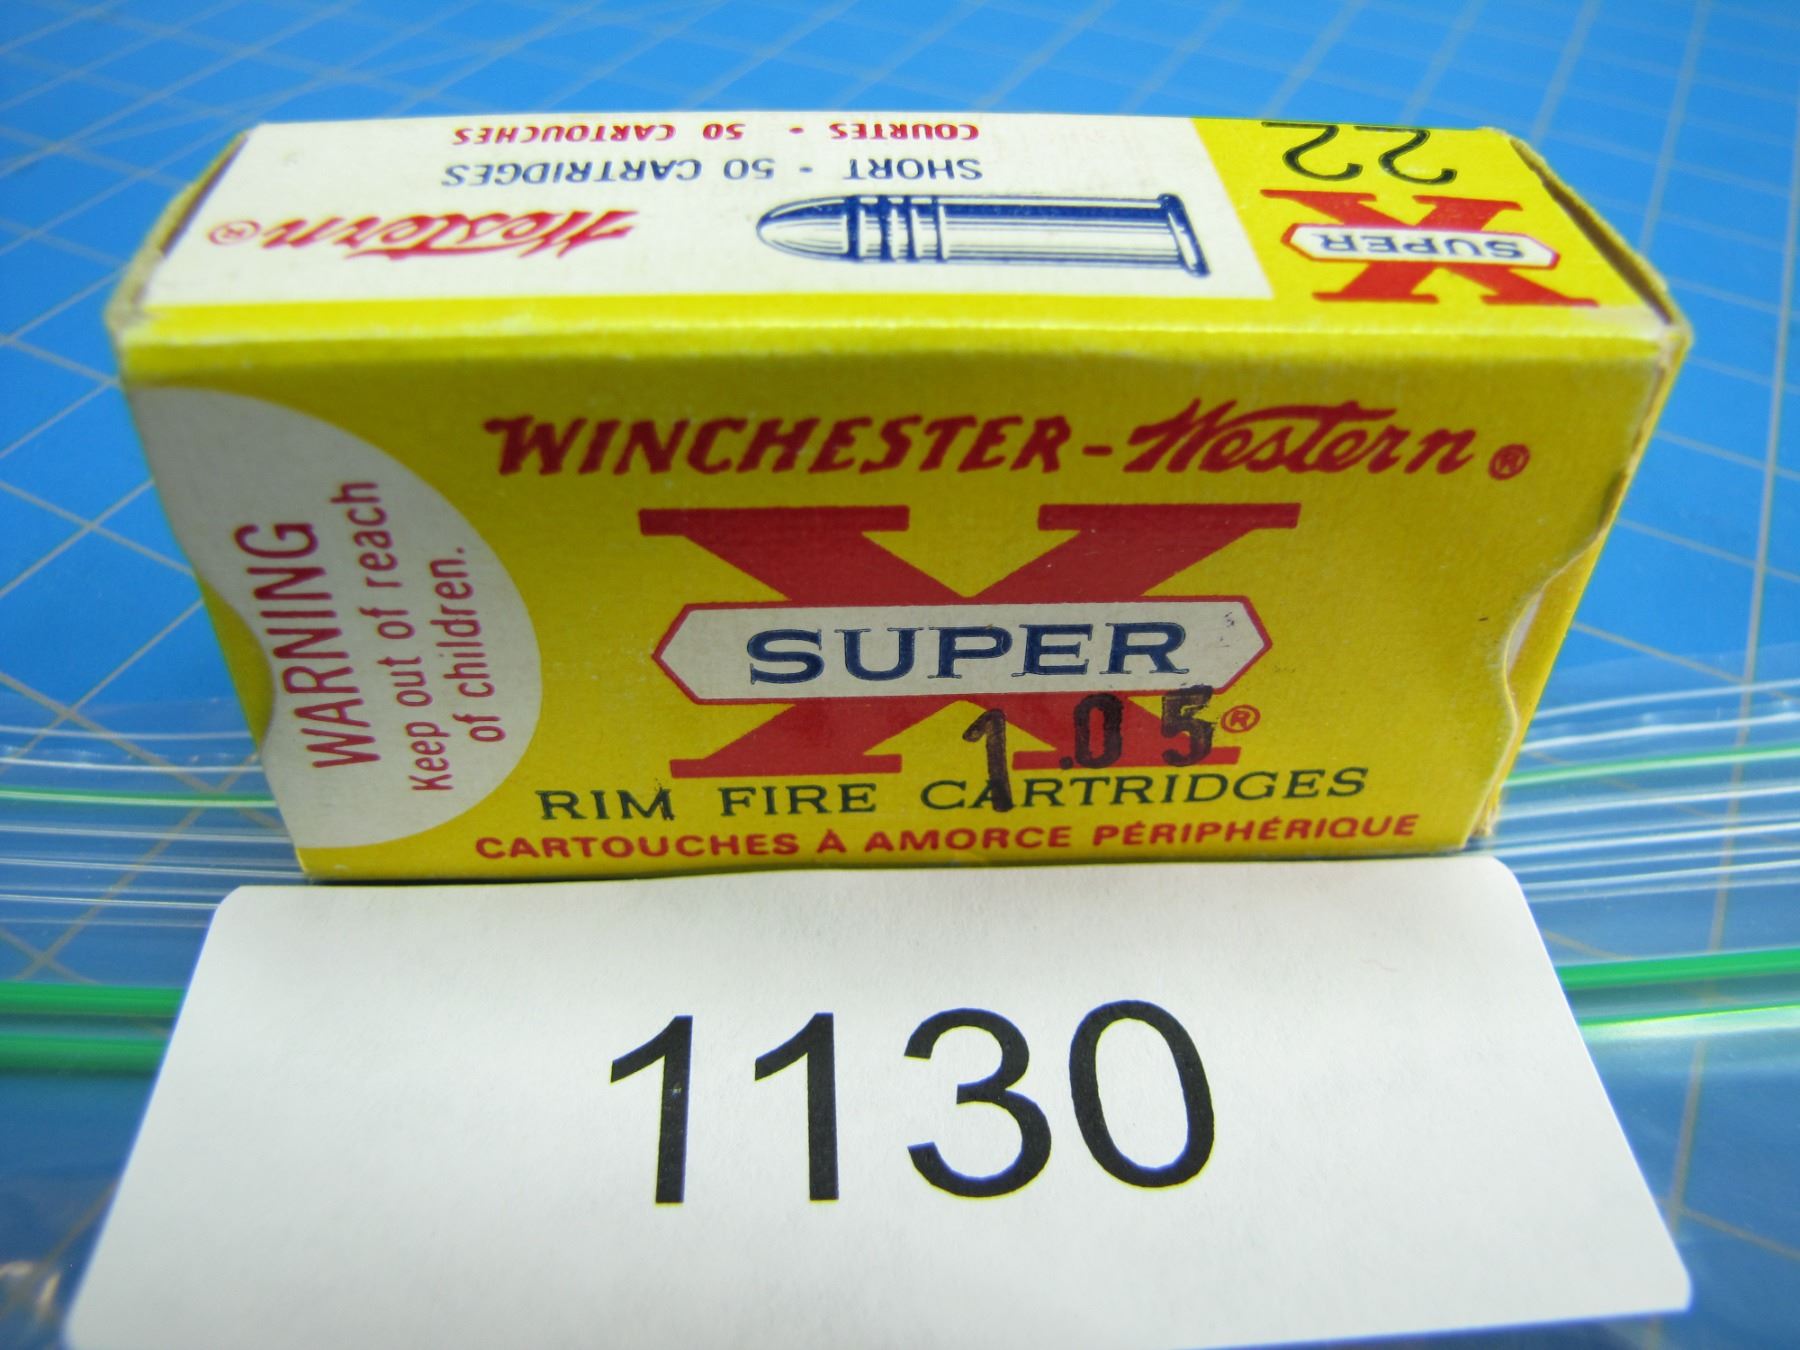 COURTES - 50 CARTOUCHES
SHORT - 50 CARTRIDGES
Western®
22
SUPER X
WINCHESTER-Western®
X
SUPER
®
1.05
RIM FIRE CARTRIDGES
CARTOUCHES À AMORCE PÉRIPHÉRIQUE
WARNING
Keep out of reach
of children.
1130